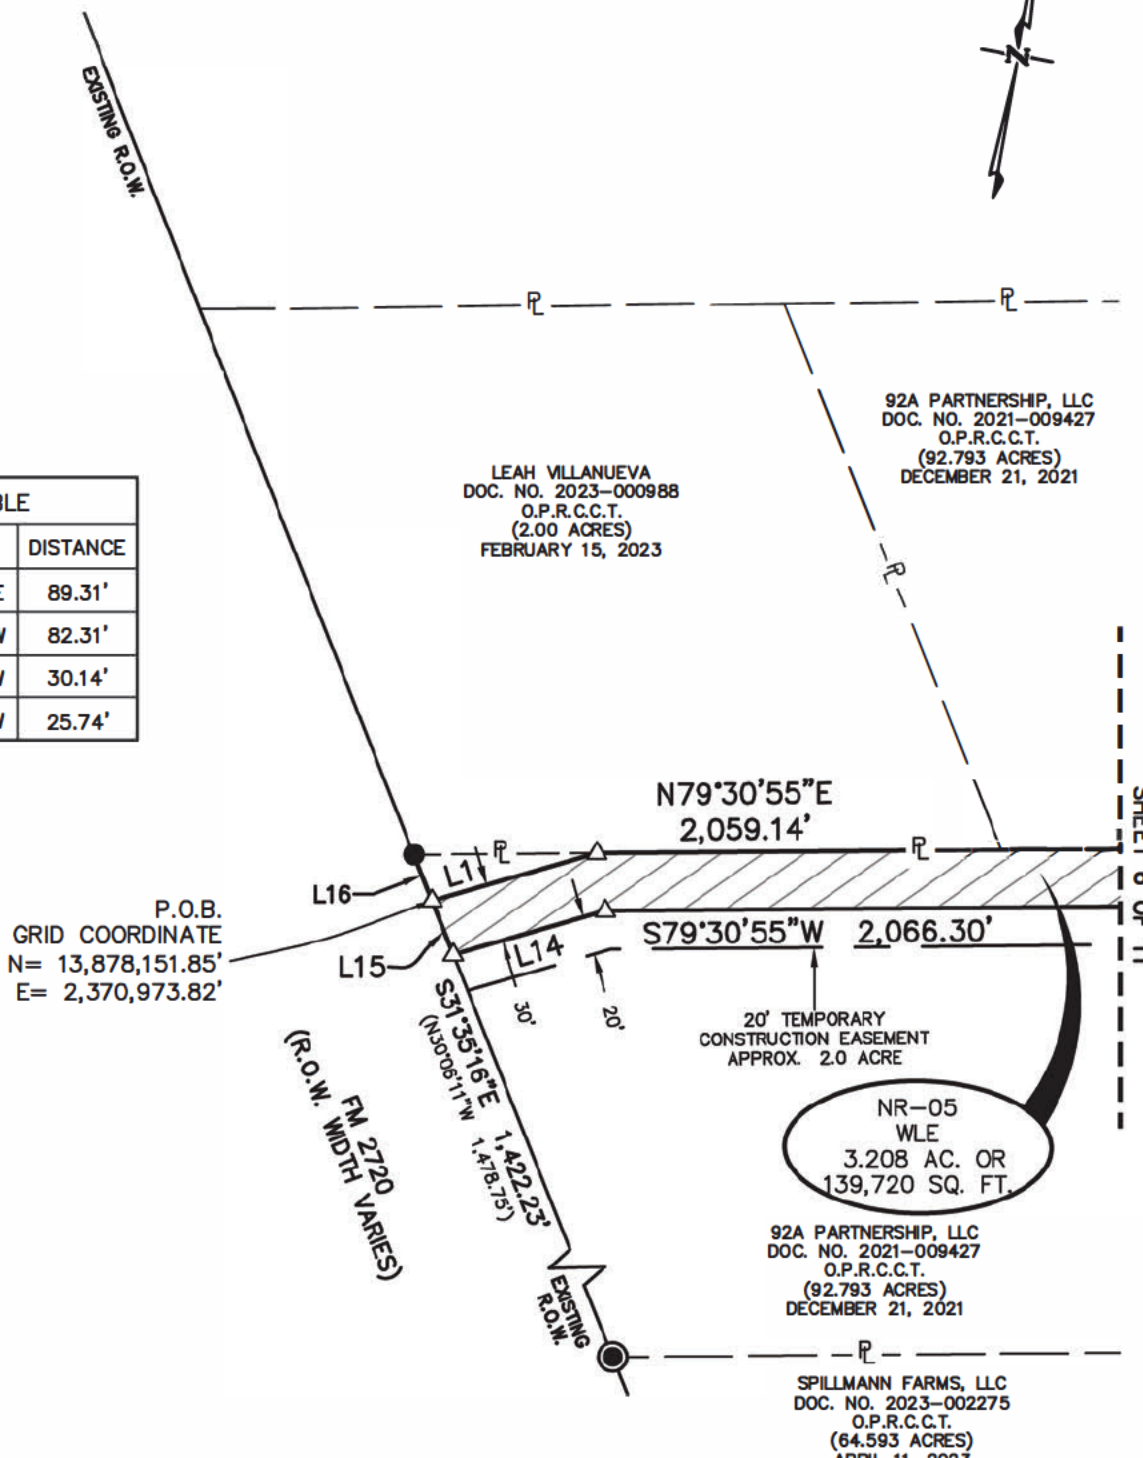 N
EXISTING R.O.W.
PL
PL
92A PARTNERSHIP, LLC
DOC. NO. 2021-009427
O.P.R.C.C.T.
(92.793 ACRES)
DECEMBER 21, 2021
LEAH VILLANUEVA
DOC. NO. 2023-000988
O.P.R.C.C.T.
(2.00 ACRES)
FEBRUARY 15, 2023
BLE
DISTANCE
E 89.31'
W 82.31'
W 30.14'
W 25.74'
PL
N79°30'55"E
2,059.14'
PL
PL
L1
L16
P.O.B.
GRID COORDINATE
N= 13,878,151.85'
E= 2,370,973.82'
L15
L14
S79°30'55"W 2,066.30'
30'
20'
20' TEMPORARY
CONSTRUCTION EASEMENT
APPROX. 2.0 ACRE
S31°35'16"E 1,422.23'
(N30°06'11"W 1,478.75')
FM 2720
(R.O.W. WIDTH VARIES)
NR-05
WLE
3.208 AC. OR
139,720 SQ. FT.
92A PARTNERSHIP, LLC
DOC. NO. 2021-009427
O.P.R.C.C.T.
(92.793 ACRES)
DECEMBER 21, 2021
EXISTING
R.O.W.
PL
SPILLMANN FARMS, LLC
DOC. NO. 2023-002275
O.P.R.C.C.T.
(64.593 ACRES)
APRIL 11, 2023